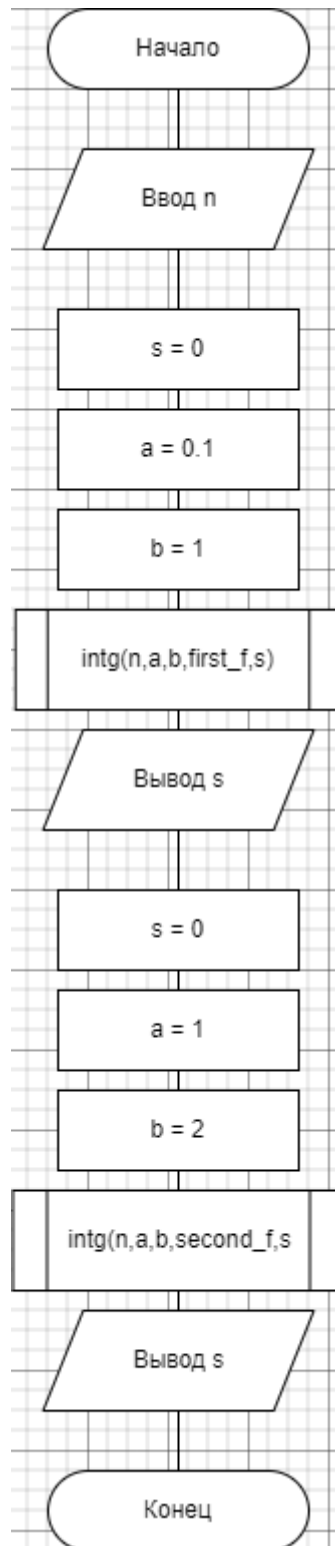 Начало
Ввод n
s = 0
a = 0.1
b = 1
intg(n,a,b,first_f,s)
Вывод s
s = 0
a = 1
b = 2
intg(n,a,b,second_f,s
Вывод s
Конец